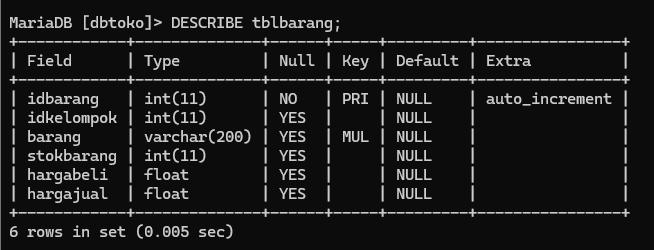 MariaDB [dbtoko]> DESCRIBE tblbarang;
+------------+--------------+------+-----+---------+----------------+
| Field      | Type         | Null | Key | Default | Extra          |
+------------+--------------+------+-----+---------+----------------+
| idbarang   | int(11)      | NO   | PRI | NULL    | auto_increment |
| idkelompok | int(11)      | YES  |     | NULL    |                |
| barang     | varchar(200) | YES  | MUL | NULL    |                |
| stokbarang | int(11)      | YES  |     | NULL    |                |
| hargabeli  | float        | YES  |     | NULL    |                |
| hargajual  | float        | YES  |     | NULL    |                |
+------------+--------------+------+-----+---------+----------------+
6 rows in set (0.005 sec)